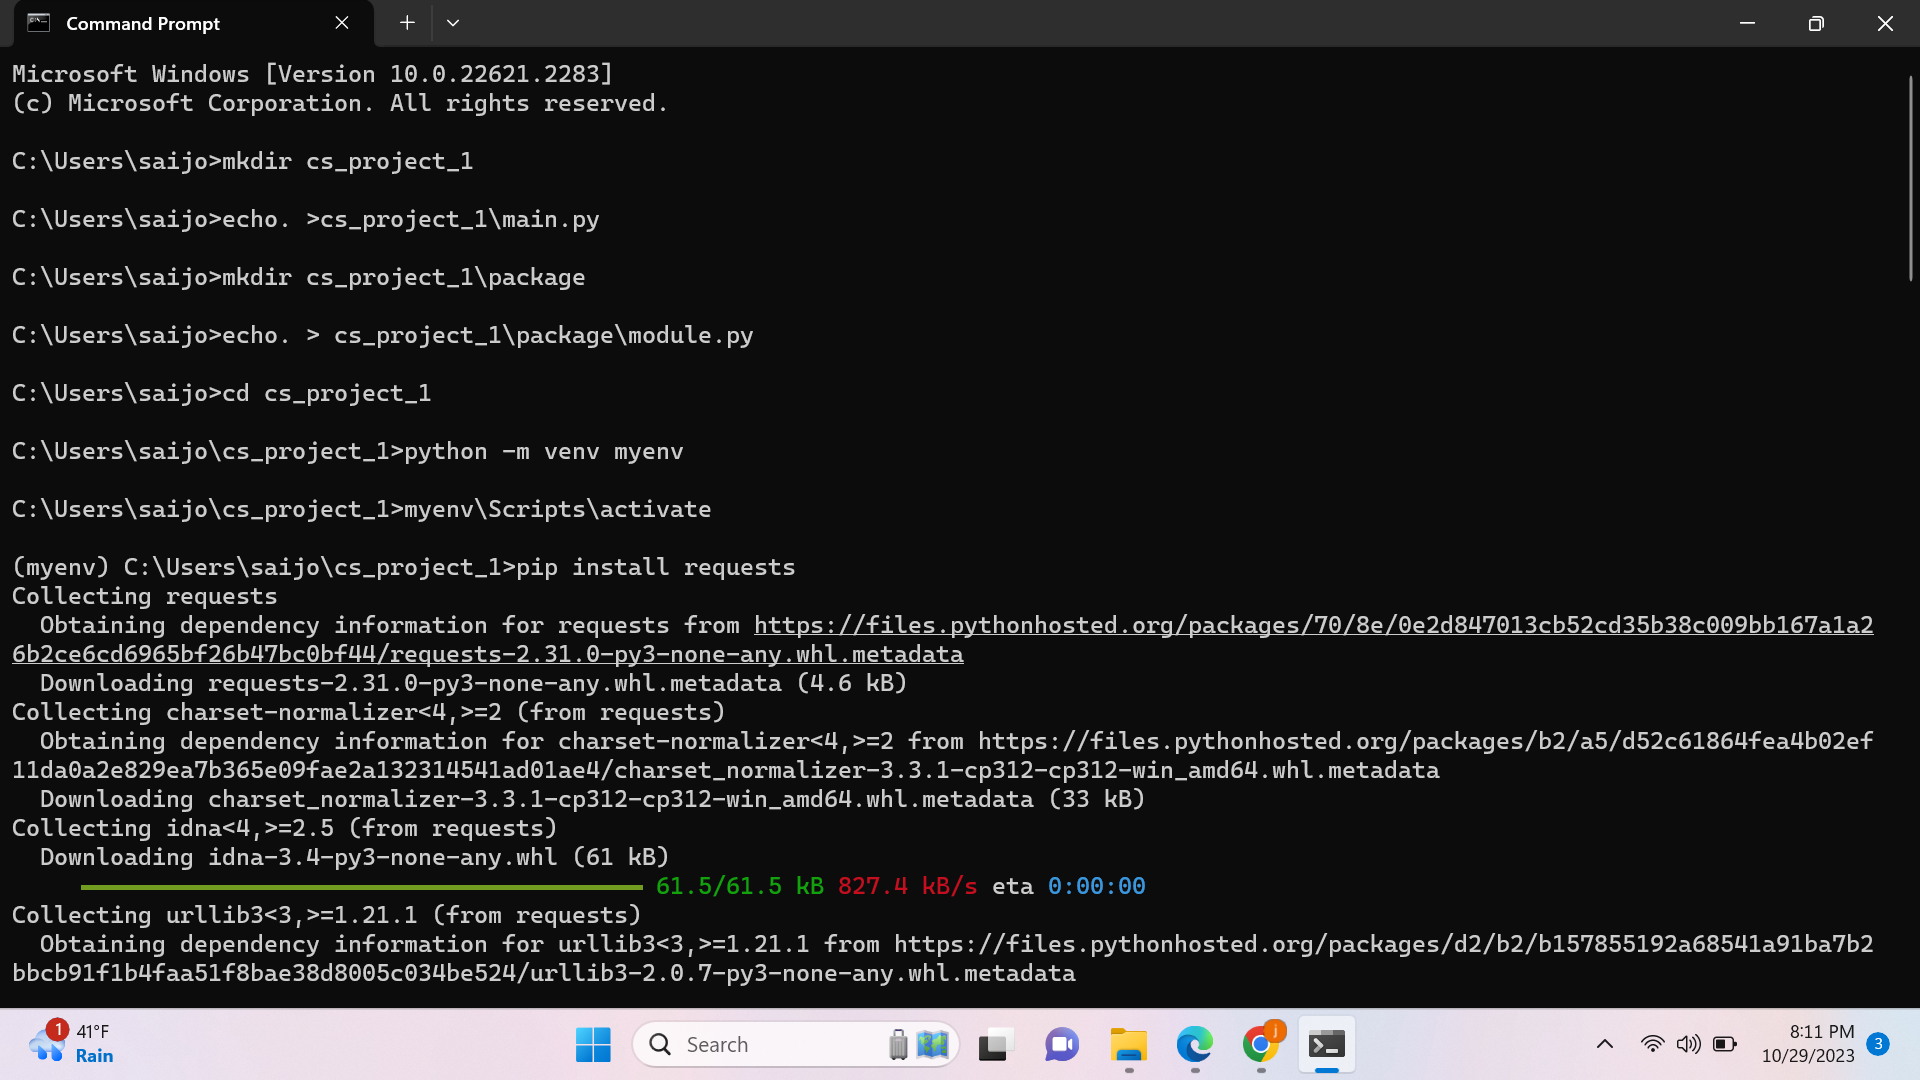 Command Prompt
Microsoft Windows [Version 10.0.22621.2283]
(c) Microsoft Corporation. All rights reserved.
C:\Users\saijo>mkdir cs_project_1
C:\Users\saijo>echo. >cs_project_1\main.py
C:\Users\saijo>mkdir cs_project_1\package
C:\Users\saijo>echo. > cs_project_1\package\module.py
C:\Users\saijo>cd cs_project_1
C:\Users\saijo\cs_project_1>python -m venv myenv
C:\Users\saijo\cs_project_1>myenv\Scripts\activate
(myenv) C:\Users\saijo\cs_project_1>pip install requests
Collecting requests
Obtaining dependency information for requests from https://files.pythonhosted.org/packages/70/8e/0e2d847013cb52cd35b38c009bb167a1a2
6b2ce6cd6965bf26b47bc0bf44/requests-2.31.0-py3-none-any.whl.metadata
Downloading requests-2.31.0-py3-none-any.whl.metadata (4.6 kB)
Collecting charset-normalizer<4,>=2 (from requests)
Obtaining dependency information for charset-normalizer<4,>=2 from https://files.pythonhosted.org/packages/b2/a5/d52c61864fea4b02ef
11da0a2e829ea7b365e09fae2a132314541ad01ae4/charset_normalizer-3.3.1-cp312-cp312-win_amd64.whl.metadata
Downloading charset_normalizer-3.3.1-cp312-cp312-win_amd64.whl.metadata (33 kB)
Collecting idna<4,>=2.5 (from requests)
Downloading idna-3.4-py3-none-any.whl (61 kB)
61.5/61.5 kB 827.4 kB/s eta 0:00:00
Collecting urllib3<3,>=1.21.1 (from requests)
Obtaining dependency information for urllib3<3,>=1.21.1 from https://files.pythonhosted.org/packages/d2/b2/b157855192a68541a91ba7b2
bbcb91f1b4faa51f8bae38d8005c034be524/urllib3-2.0.7-py3-none-any.whl.metadata
1
41°F
Rain
Search
j
8:11 PM
10/29/2023
3